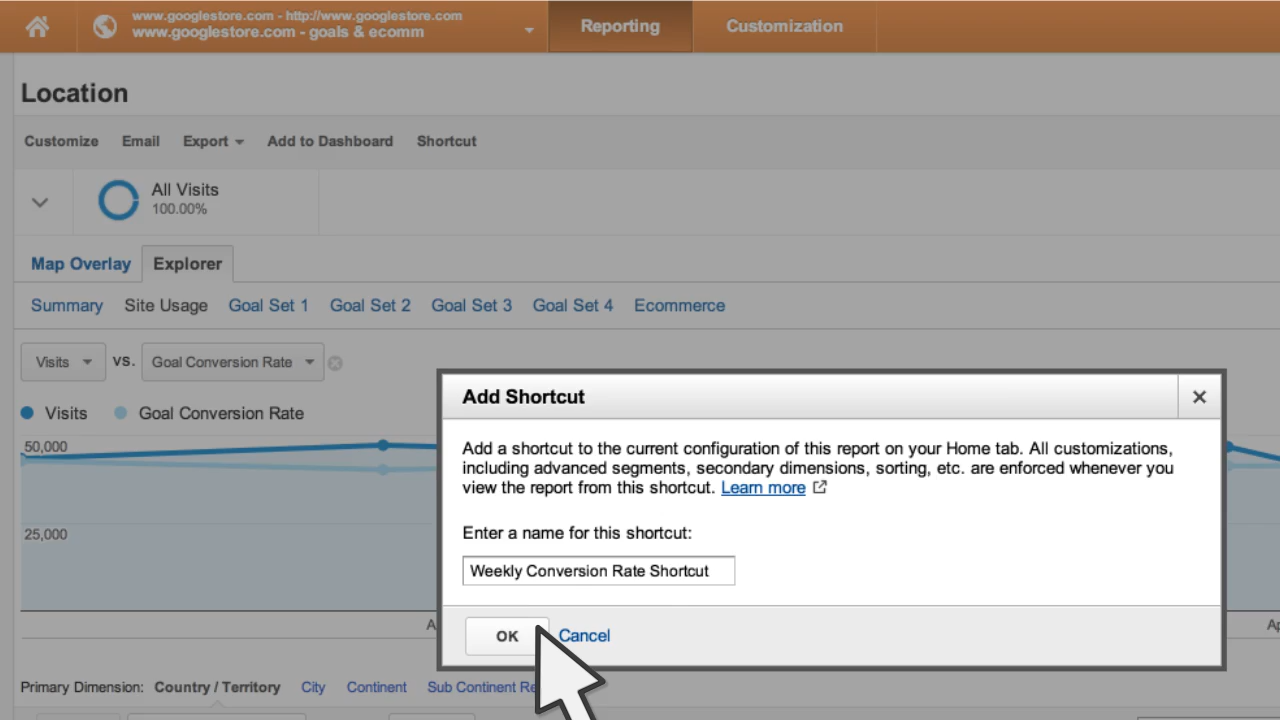 www.googlestore.com - http://www.googlestore.com
www.googlestore.com - goals & ecomm
Reporting
Customization
Location
Customize Email Export Add to Dashboard Shortcut
All Visits
100.00%
Map Overlay Explorer
Summary Site Usage Goal Set 1 Goal Set 2 Goal Set 3 Goal Set 4 Ecommerce
Visits VS. Goal Conversion Rate
Visits Goal Conversion Rate
50,000
25,000
Add Shortcut
Add a shortcut to the current configuration of this report on your Home tab. All customizations,
including advanced segments, secondary dimensions, sorting, etc. are enforced whenever you
view the report from this shortcut. Learn more
Enter a name for this shortcut:
Weekly Conversion Rate Shortcut
OK Cancel
Primary Dimension: Country / Territory City Continent Sub Continent